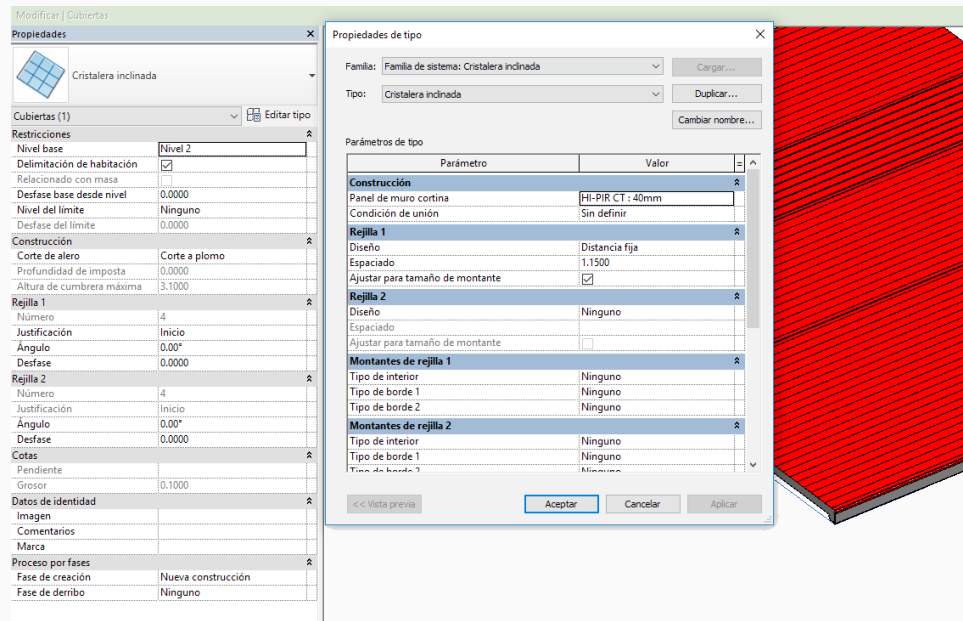 Modificar | Cubiertas
Propiedades
Cristalera inclinada
Cubiertas (1) Editar tipo
Restricciones
Nivel base Nivel 2
Delimitación de habitación
Relacionado con masa
Desfase base desde nivel 0.0000
Nivel del límite Ninguno
Desfase del límite 0.0000
Construcción
Corte de alero Corte a plomo
Profundidad de imposta 0.0000
Altura de cumbrera máxima 3.1000
Rejilla 1
Número 4
Justificación Inicio
Ángulo 0.00°
Desfase 0.0000
Rejilla 2
Número 4
Justificación Inicio
Ángulo 0.00°
Desfase 0.0000
Cotas
Pendiente
Grosor 0.1000
Datos de identidad
Imagen
Comentarios
Marca
Proceso por fases
Fase de creación Nueva construcción
Fase de derribo Ninguno
Propiedades de tipo
Familia: Familia de sistema: Cristalera inclinada Cargar...
Tipo: Cristalera inclinada Duplicar...
Cambiar nombre...
Parámetros de tipo
Parámetro Valor =
Construcción
Panel de muro cortina HI-PIR CT : 40mm
Condición de unión Sin definir
Rejilla 1
Diseño Distancia fija
Espaciado 1.1500
Ajustar para tamaño de montante
Rejilla 2
Diseño Ninguno
Espaciado
Ajustar para tamaño de montante
Montantes de rejilla 1
Tipo de interior Ninguno
Tipo de borde 1 Ninguno
Tipo de borde 2 Ninguno
Montantes de rejilla 2
Tipo de interior Ninguno
Tipo de borde 1 Ninguno
Tipo de borde 2 Ninguno
<< Vista previa Aceptar Cancelar Aplicar